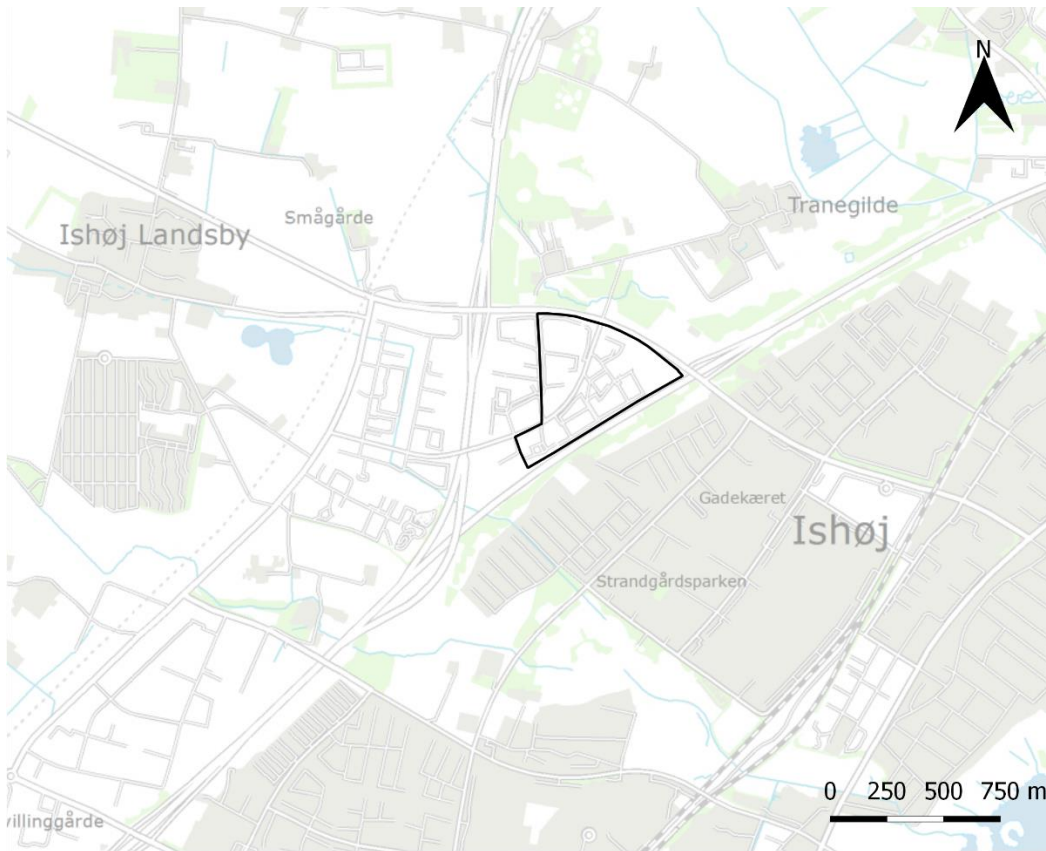 N
Tranegilde
Smågårde
Ishøj Landsby
Gadekæret
Ishøj
Strandgårdsparken
0 250 500 750 m
villinggårde